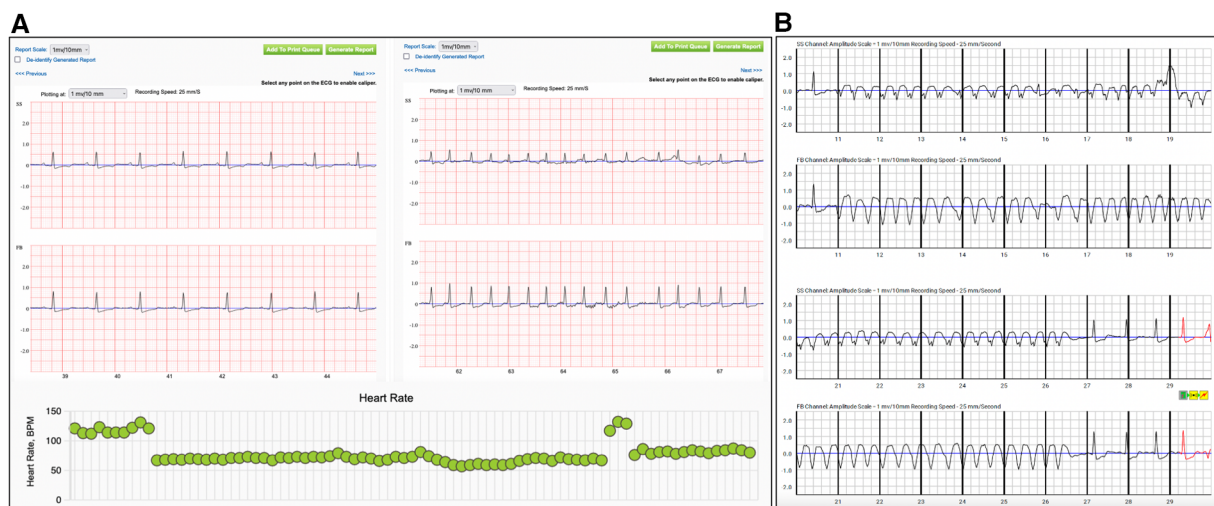 A
Report Scale: 1mv/10mm
Add To Print Queue Generate Report
De-identify Generated Report
<<< Previous Next >>>
Select any point on the ECG to enable caliper.
Plotting at: 1 mv/10 mm Recording Speed: 25 mm/S
SS
2.0
1.0
0
-1.0
-2.0
FB
2.0
1.0
0
-1.0
-2.0
39 40 41 42 43 44
Report Scale: 1mv/10mm
Add To Print Queue Generate Report
De-identify Generated Report
<<< Previous Next >>>
Select any point on the ECG to enable caliper.
Plotting at: 1 mv/10 mm Recording Speed: 25 mm/S
SS
2.0
1.0
0
-1.0
-2.0
FB
2.0
1.0
0
-1.0
-2.0
62 63 64 65 66 67
Heart Rate
Heart Rate, BPM
150
100
50
0
B
SS Channel: Amplitude Scale - 1 mv/10mm Recording Speed - 25 mm/Second
2.0
1.0
0.0
-1.0
-2.0
11 12 13 14 15 16 17 18 19
FB Channel: Amplitude Scale - 1 mv/10mm Recording Speed - 25 mm/Second
2.0
1.0
0.0
-1.0
-2.0
11 12 13 14 15 16 17 18 19
SS Channel: Amplitude Scale - 1 mv/10mm Recording Speed - 25 mm/Second
2.0
1.0
0.0
-1.0
-2.0
21 22 23 24 25 26 27 28 29
FB Channel: Amplitude Scale - 1 mv/10mm Recording Speed - 25 mm/Second
2.0
1.0
0.0
-1.0
-2.0
21 22 23 24 25 26 27 28 29